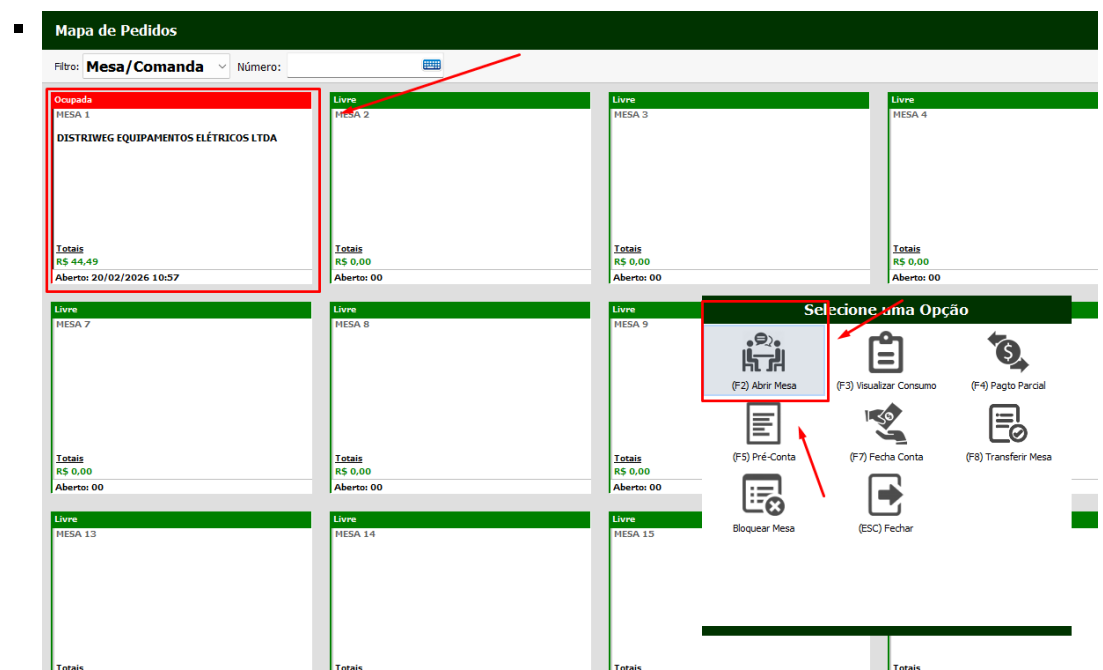 Mapa de Pedidos
Filtro: Mesa/Comanda Número:
Ocupada
MESA 1
DISTRIWEG EQUIPAMENTOS ELÉTRICOS LTDA
Totais
R$ 44,49
Aberto: 20/02/2026 10:57
Livre
MESA 2
Totais
R$ 0,00
Aberto: 00
Livre
MESA 3
Totais
R$ 0,00
Aberto: 00
Livre
MESA 4
Totais
R$ 0,00
Aberto: 00
Livre
MESA 7
Totais
R$ 0,00
Aberto: 00
Livre
MESA 8
Totais
R$ 0,00
Aberto: 00
Livre
MESA 9
Totais
R$ 0,00
Aberto: 00
Selecione uma Opção
(F2) Abrir Mesa
(F3) Visualizar Consumo
(F4) Pagto Parcial
(F5) Pré-Conta
(F7) Fecha Conta
(F8) Transferir Mesa
Bloquear Mesa
(ESC) Fechar
Livre
MESA 13
Totais
Livre
MESA 14
Totais
Livre
MESA 15
Totais
Totais